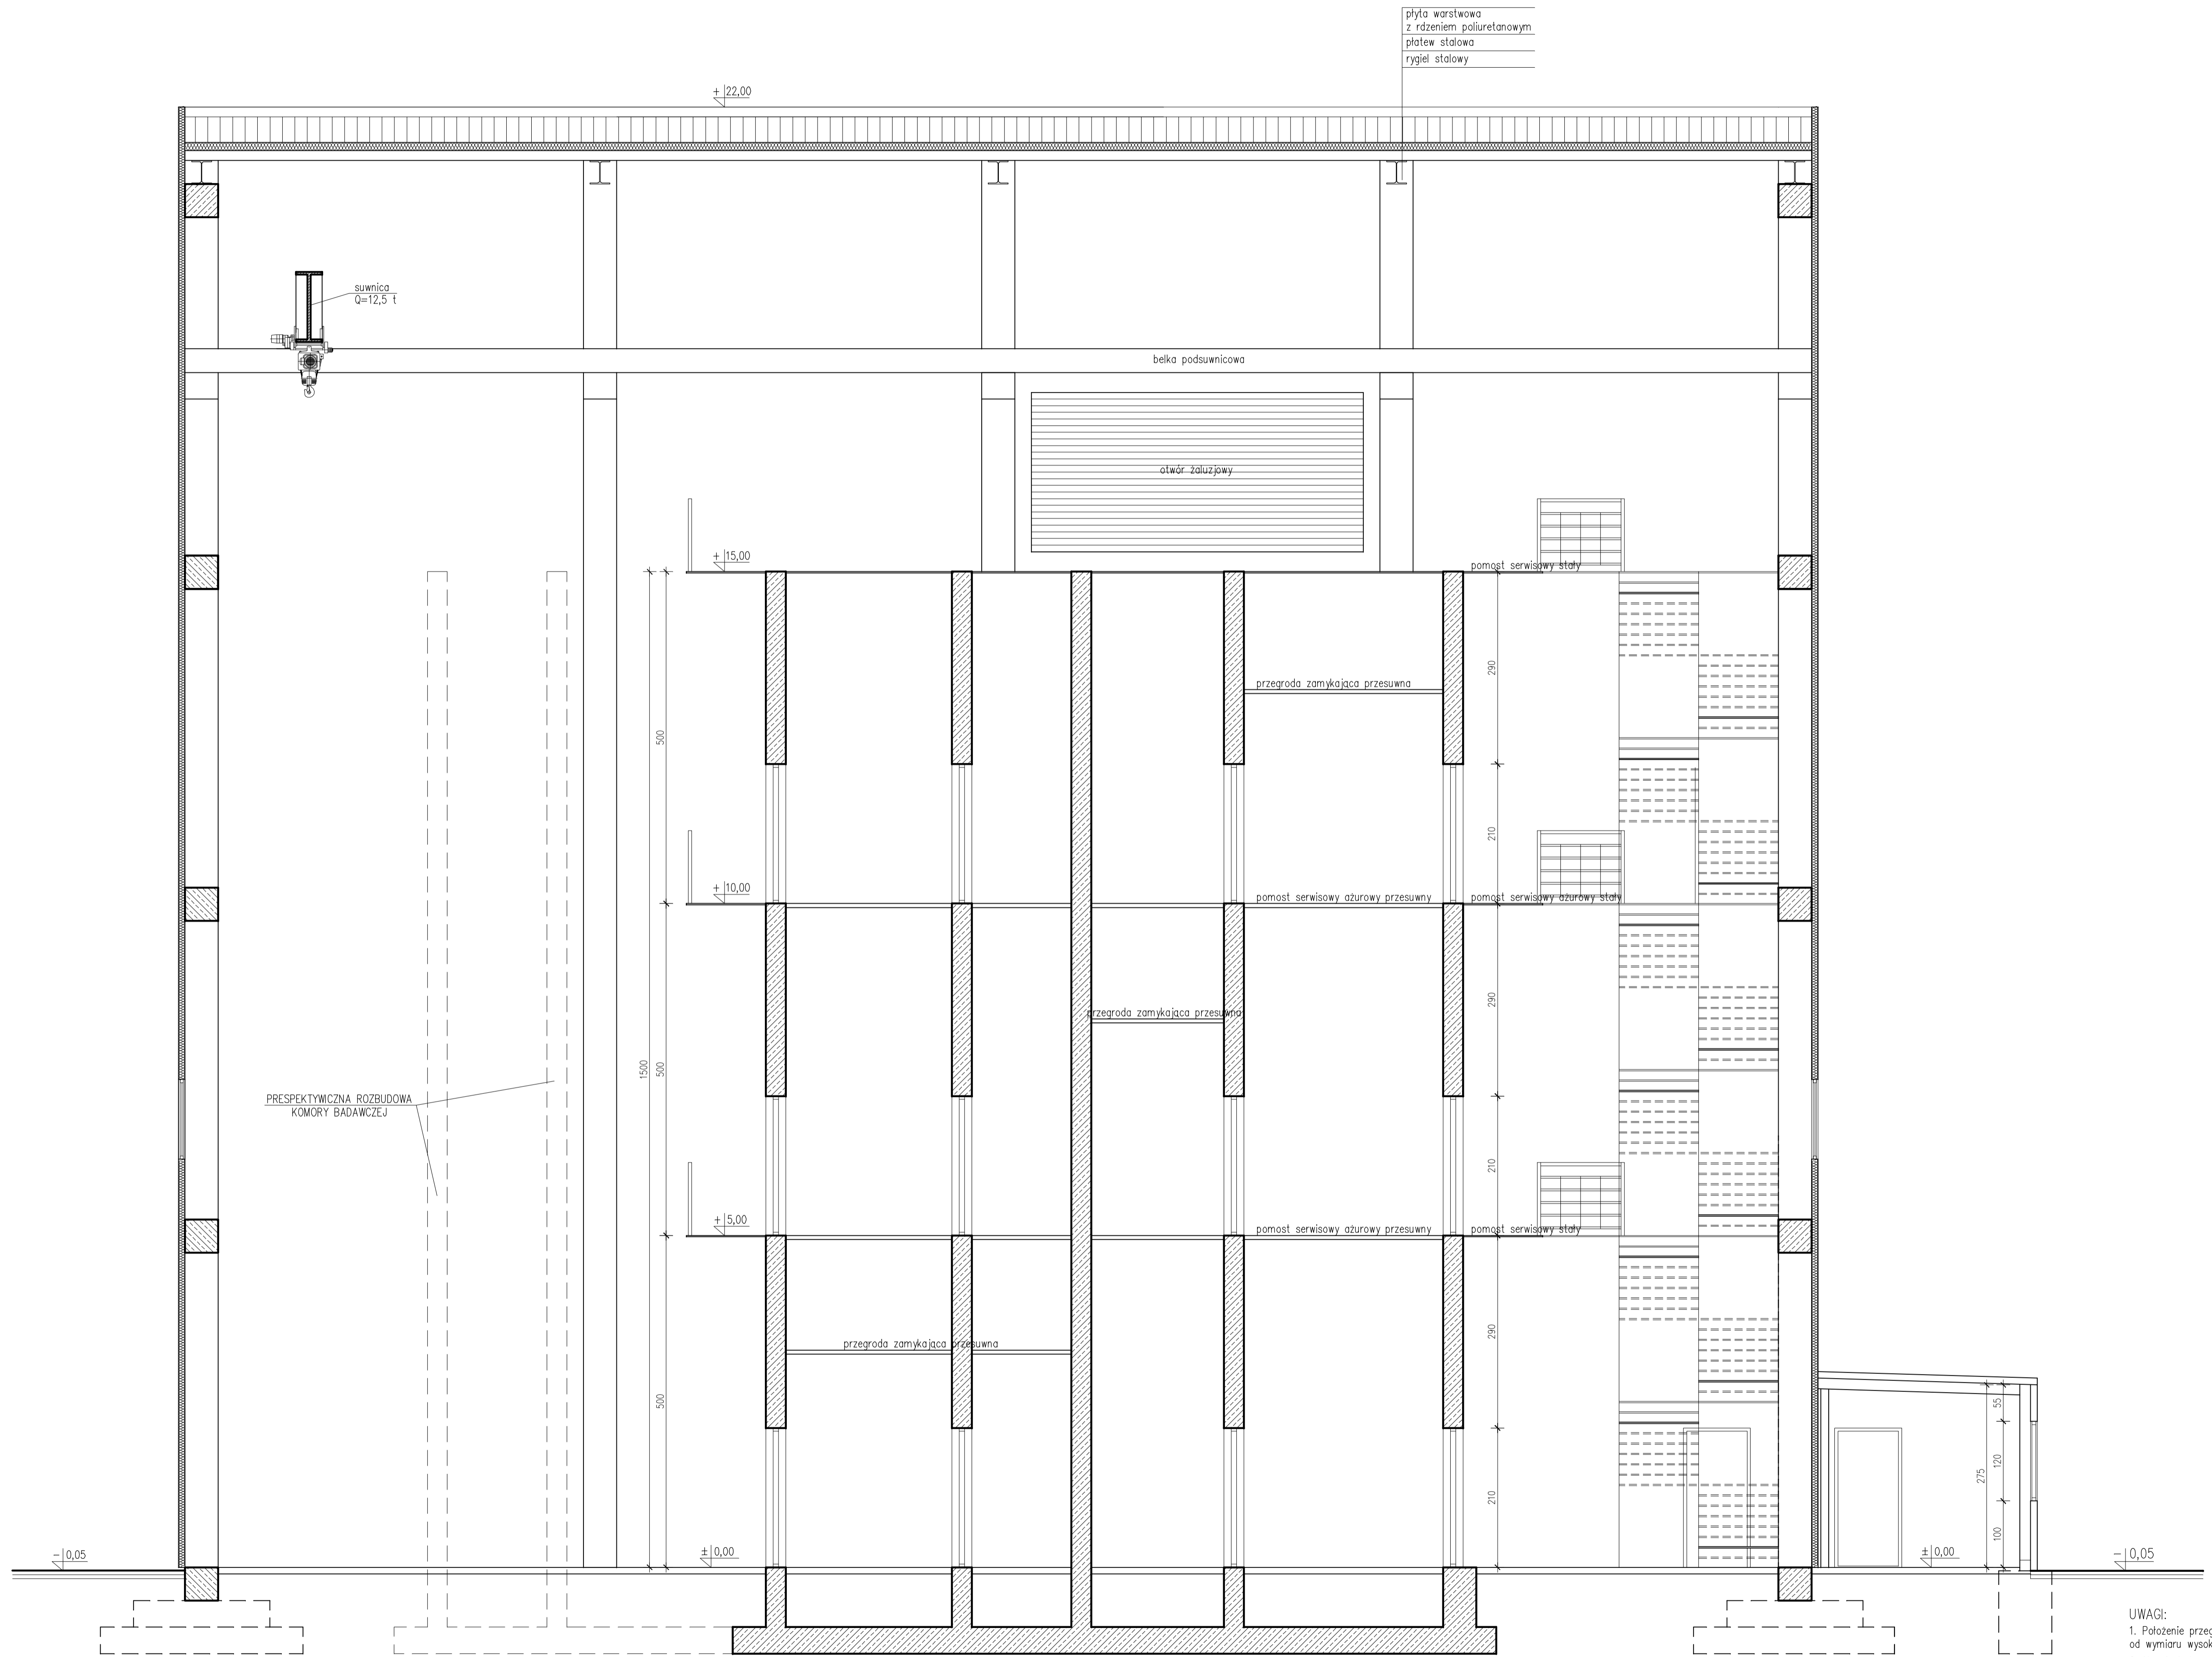 płyta warstwowa
z rdzeniem poliuretanowym
płatew stalowa
rygiel stalowy
+ 22,00
suwnica
Q=12,5 t
belka podsuwnicowa
otwór żaluzjowy
+ 15,00
pomost serwisowy stały
290
przegroda zamykająca przesuwna
500
210
+ 10,00
pomost serwisowy ażurowy przesuwny
pomost serwisowy ażurowy stały
290
przegroda zamykająca przesuwna
1500
500
PRESPEKTYWICZNA ROZBUDOWA
KOMORY BADAWCZEJ
210
+ 5,00
pomost serwisowy ażurowy przesuwny
pomost serwisowy stały
290
przegroda zamykająca przesuwna
500
55
120
275
210
100
- 0,05
± 0,00
± 0,00
- 0,05
UWAGI:
1. Położenie
od wymiaru